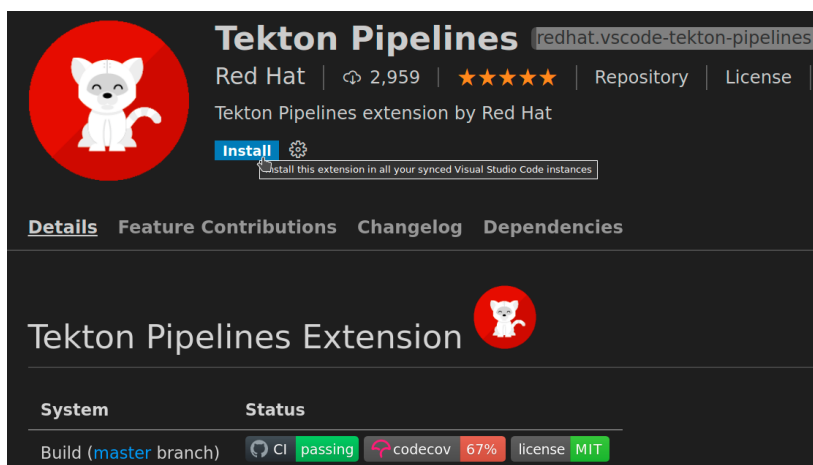 Tekton Pipelines redhat.vscode-tekton-pipelines
Red Hat 2,959 Repository License
Tekton Pipelines extension by Red Hat
Install
Install this extension in all your synced Visual Studio Code instances
Details Feature Contributions Changelog Dependencies
Tekton Pipelines Extension
System Status
Build (master branch) CI passing codecov 67% license MIT